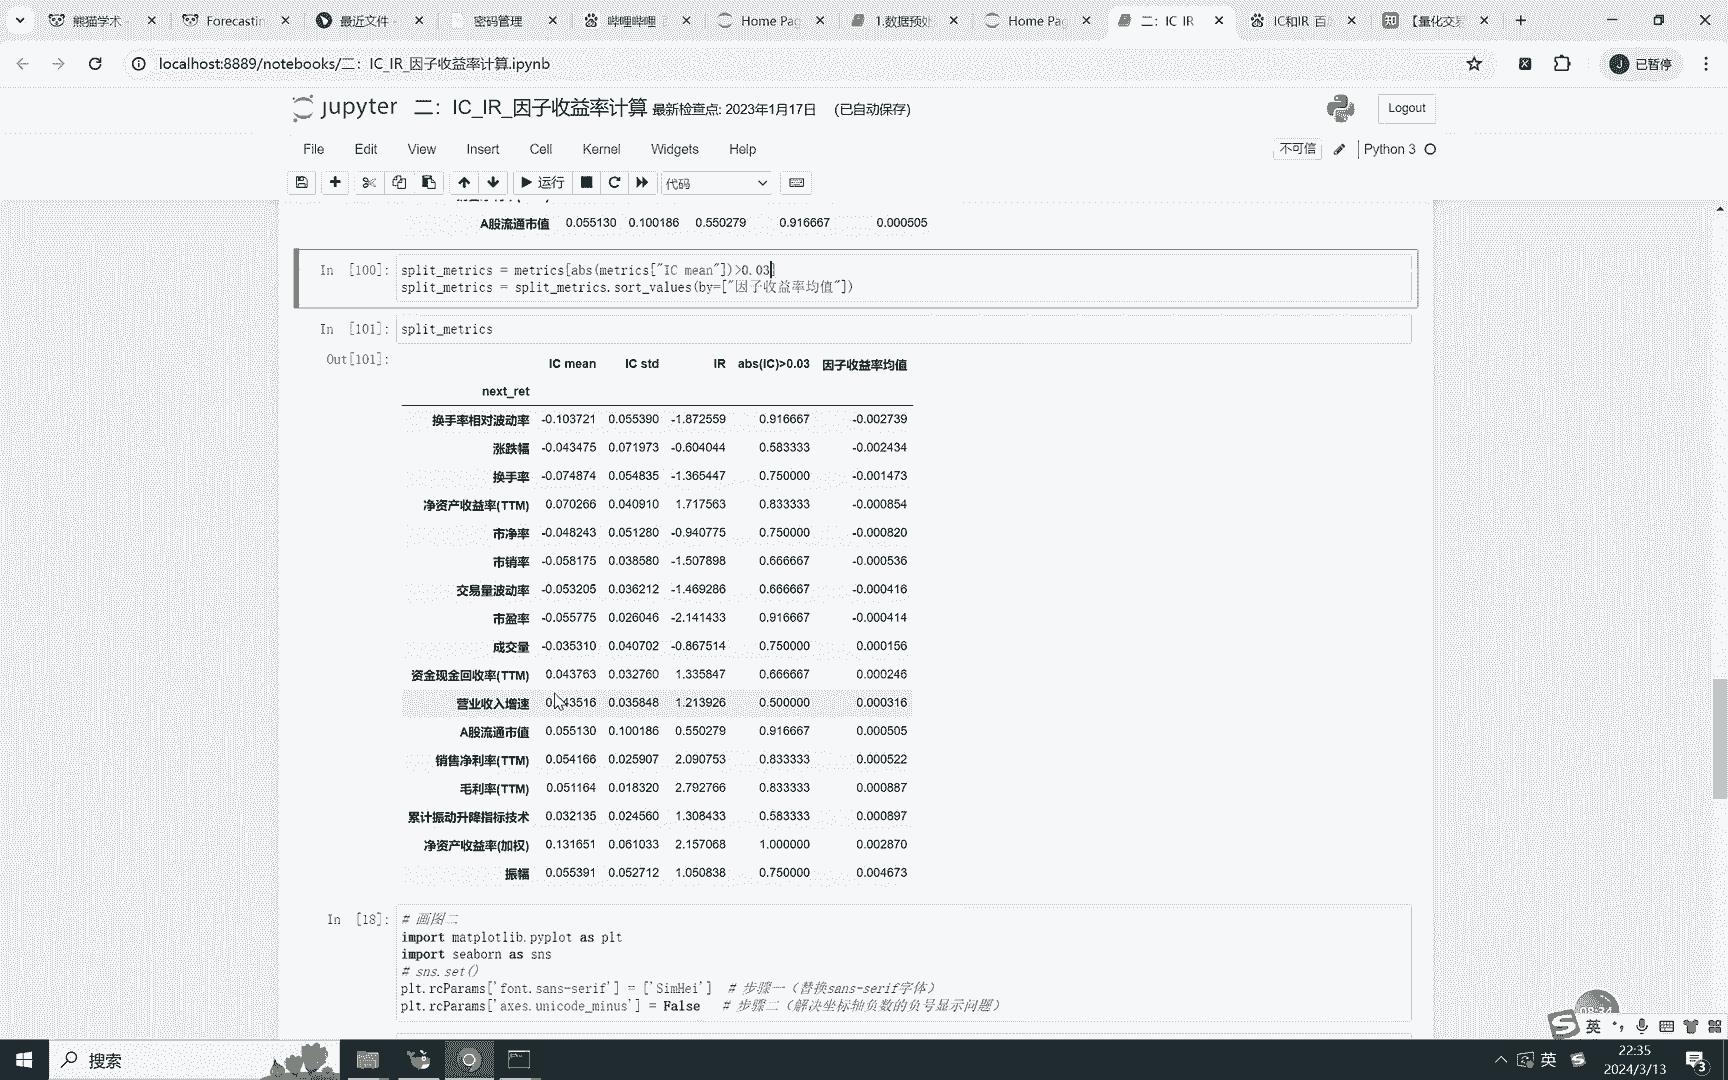 熊猫学术 -
Forecastin
最近文件 -
密码管理
哔哩哔哩
Home Pag
1.数据预处
Home Pag
二：IC IR
IC和IR 百
【量化交易
localhost:8889/notebooks/二：IC_IR_因子收益率计算.ipynb
J 已暂停
jupyter 二：IC_IR_因子收益率计算 最新检查点: 2023年1月17日 (已自动保存)
Logout
File Edit View Insert Cell Kernel Widgets Help
不可信 Python 3
运行 代码
A股流通市值 0.055130 0.100186 0.550279 0.916667 0.000505
In [100]: split_metrics = metrics[abs(metrics["IC mean"])>0.03]
split_metrics = split_metrics.sort_values(by=["因子收益率均值"])
In [101]: split_metrics
Out[101]:
IC mean IC std IR abs(IC)>0.03 因子收益率均值
next_ret
换手率相对波动率 -0.103721 0.055390 -1.872559 0.916667 -0.002739
涨跌幅 -0.043475 0.071973 -0.604044 0.583333 -0.002434
换手率 -0.074874 0.054835 -1.365447 0.750000 -0.001473
净资产收益率(TTM) 0.070266 0.040910 1.717563 0.833333 -0.000854
市净率 -0.048243 0.051280 -0.940775 0.750000 -0.000820
市销率 -0.058175 0.038580 -1.507898 0.666667 -0.000536
交易量波动率 -0.053205 0.036212 -1.469286 0.666667 -0.000416
市盈率 -0.055775 0.026046 -2.141433 0.916667 -0.000414
成交量 -0.035310 0.040702 -0.867514 0.750000 0.000156
资金现金回收率(TTM) 0.043763 0.032760 1.335847 0.666667 0.000246
营业收入增速 0.043516 0.035848 1.213926 0.500000 0.000316
A股流通市值 0.055130 0.100186 0.550279 0.916667 0.000505
销售净利率(TTM) 0.054166 0.025907 2.090753 0.833333 0.000522
毛利率(TTM) 0.051164 0.018320 2.792766 0.833333 0.000887
累计振动升降指标技术 0.032135 0.024560 1.308433 0.583333 0.000897
净资产收益率(加权) 0.131651 0.061033 2.157068 1.000000 0.002870
振幅 0.055391 0.052712 1.050838 0.750000 0.004673
In [18]: # 画图二
import matplotlib.pyplot as plt
import seaborn as sns
# sns.set()
plt.rcParams['font.sans-serif'] = ['SimHei'] # 步骤一（替换sans-serif字体）
plt.rcParams['axes.unicode_minus'] = False # 步骤二（解决坐标轴负数的负号显示问题）
08:34
S 英
搜索
英
22:35
2024/3/13
3